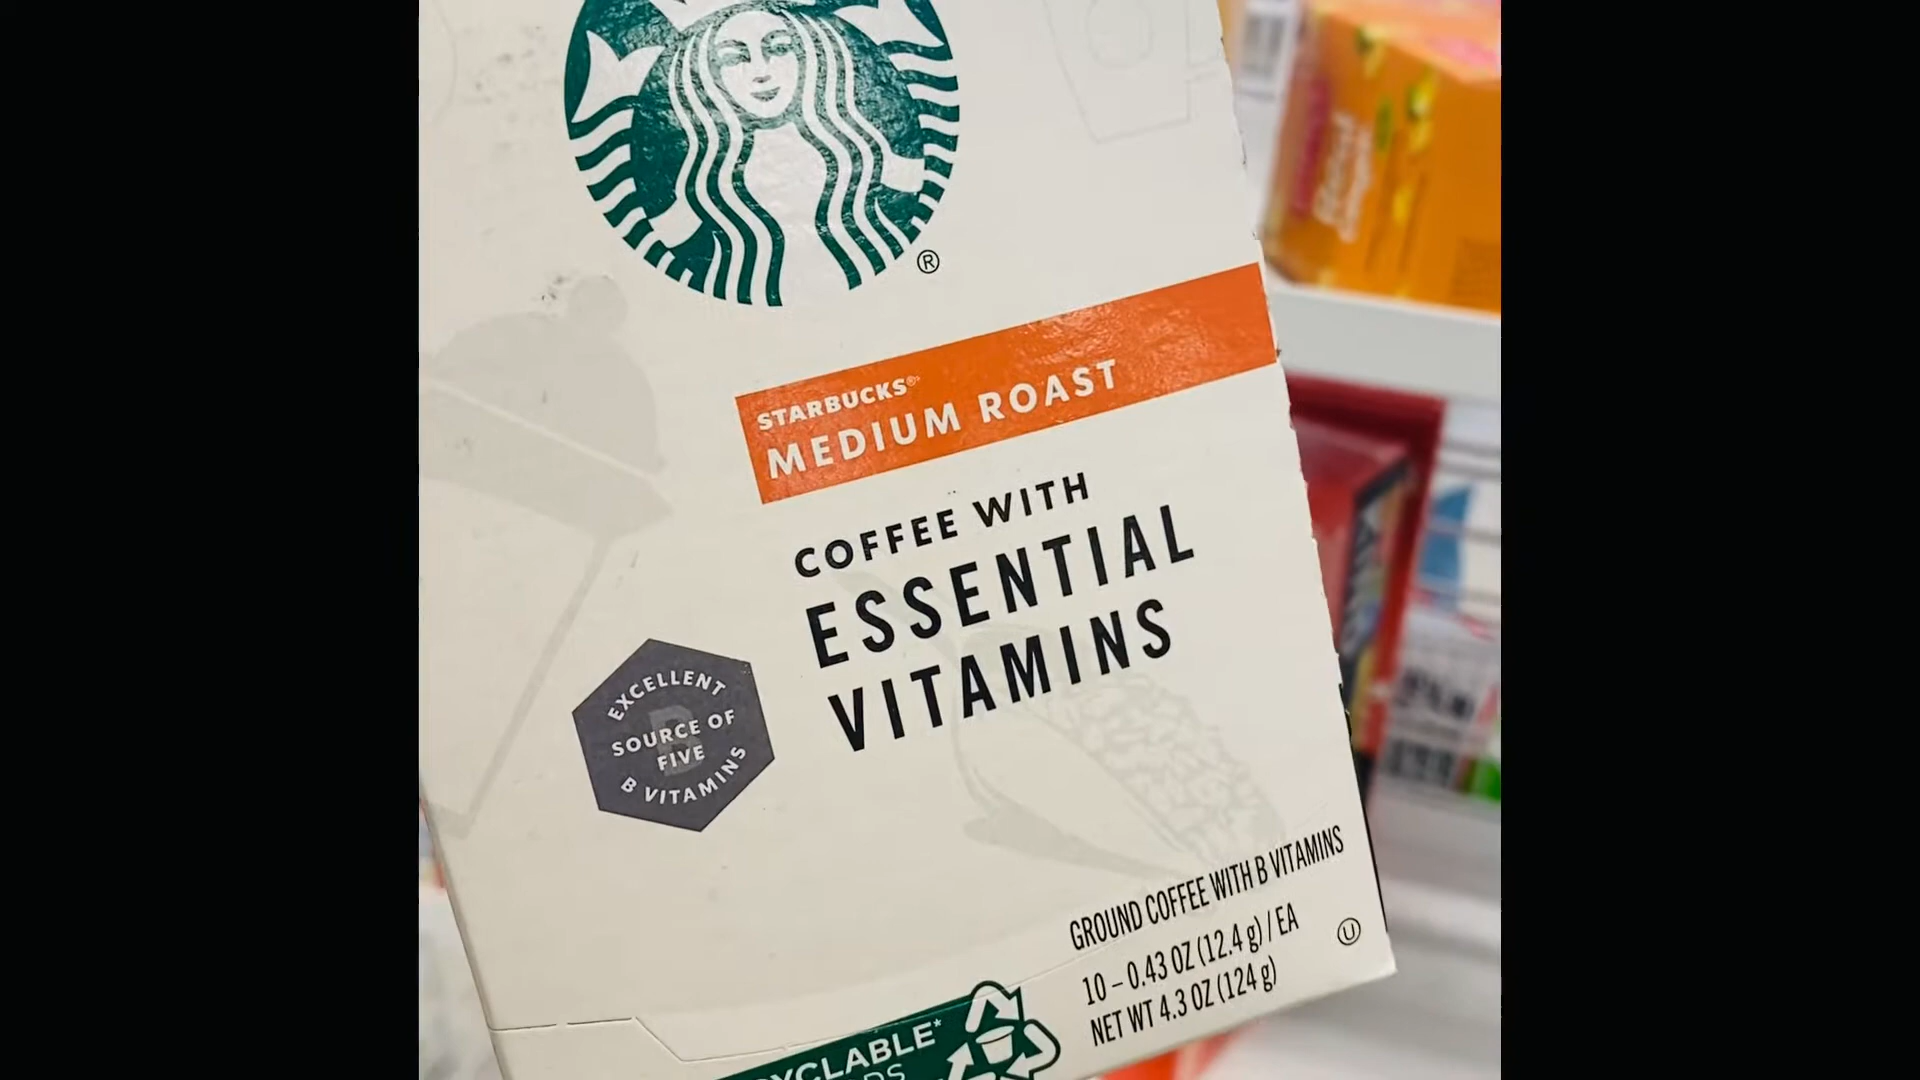 ®
STARBUCKS®
MEDIUM ROAST
COFFEE WITH
ESSENTIAL
VITAMINS
EXCELLENT
SOURCE OF
FIVE
B VITAMINS
B
GROUND COFFEE WITH B VITAMINS
10 – 0.43 OZ (12.4 g) / EA
NET WT 4.3 OZ (124 g)
U